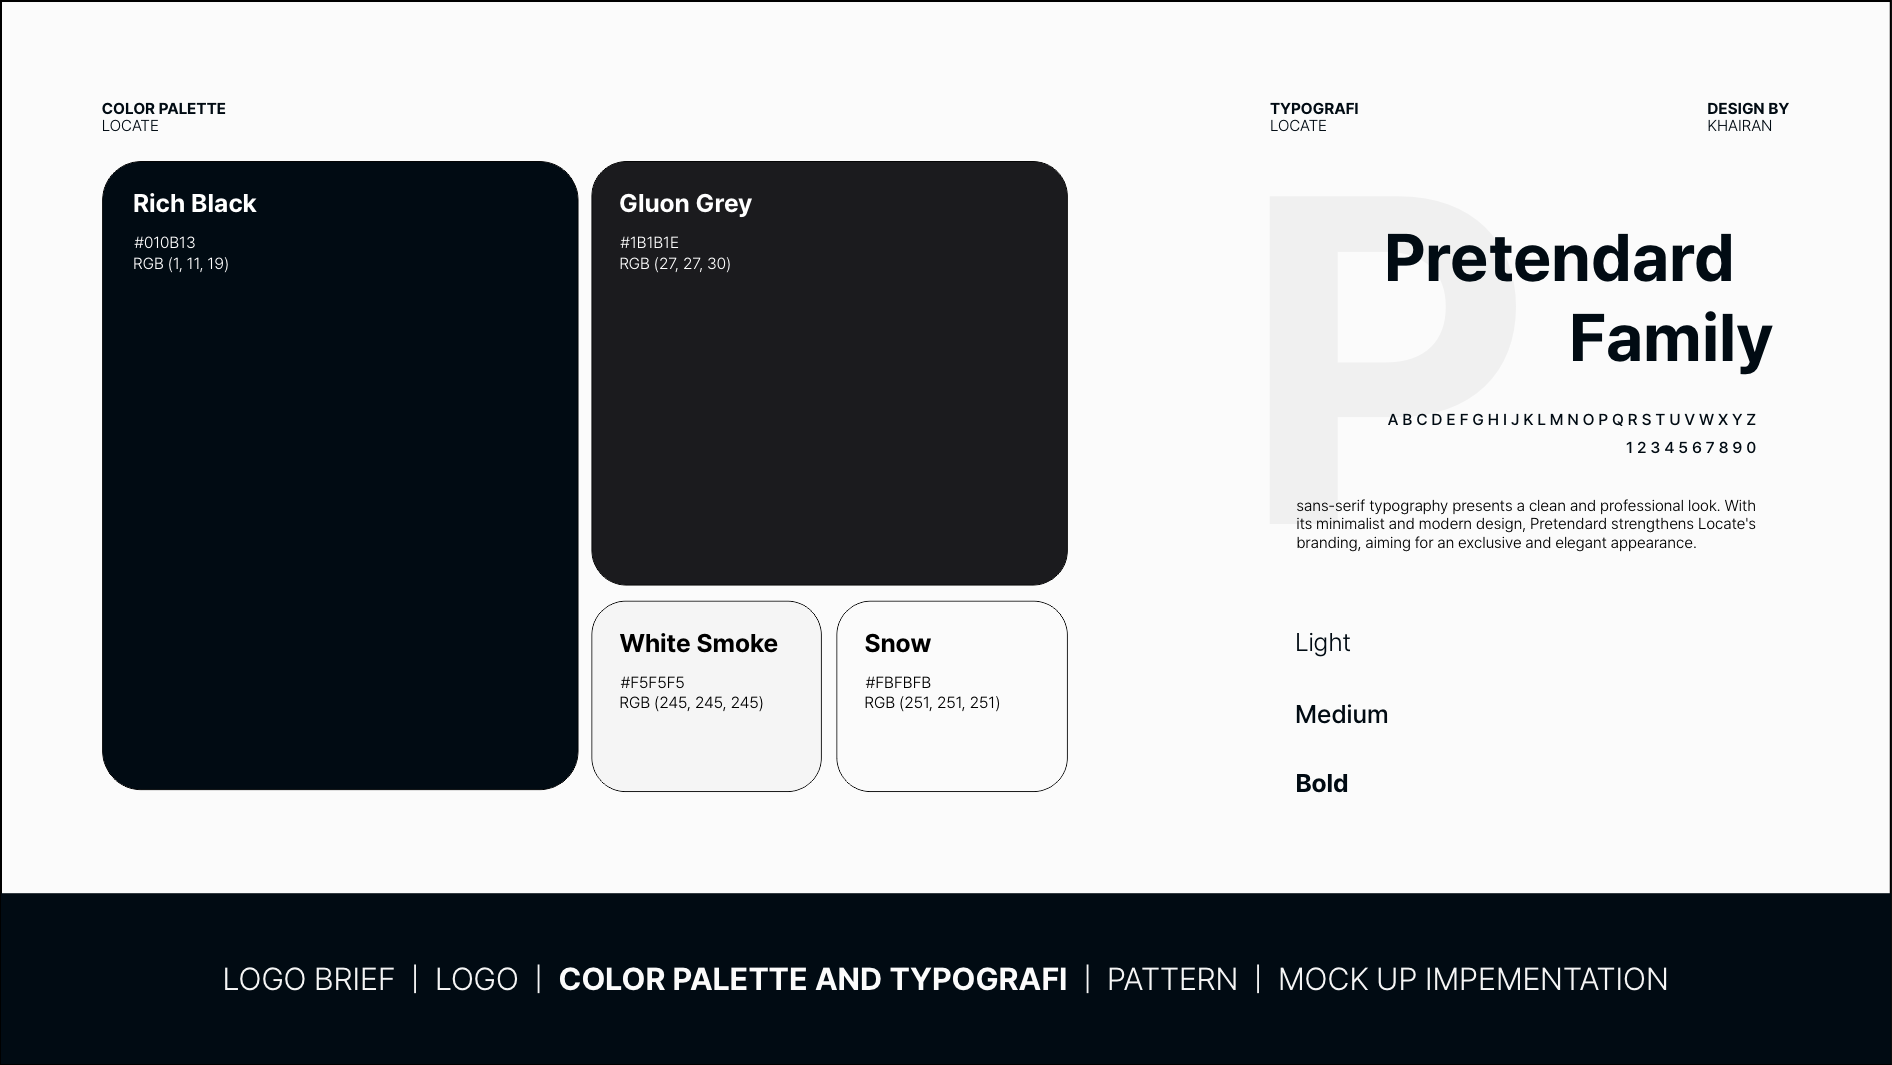 COLOR PALETTE
LOCATE
TYPOGRAFI
LOCATE
DESIGN BY
KHAIRAN
Rich Black
#010B13
RGB (1, 11, 19)
Gluon Grey
#1B1B1E
RGB (27, 27, 30)
White Smoke
#F5F5F5
RGB (245, 245, 245)
Snow
#FBFBFB
RGB (251, 251, 251)
P
Pretendard
Family
A B C D E F G H I J K L M N O P Q R S T U V W X Y Z
1 2 3 4 5 6 7 8 9 0
sans-serif typography presents a clean and professional look. With
its minimalist and modern design, Pretendard strengthens Locate's
branding, aiming for an exclusive and elegant appearance.
Light
Medium
Bold
LOGO BRIEF | LOGO | COLOR PALETTE AND TYPOGRAFI | PATTERN | MOCK UP IMPEMENTATION